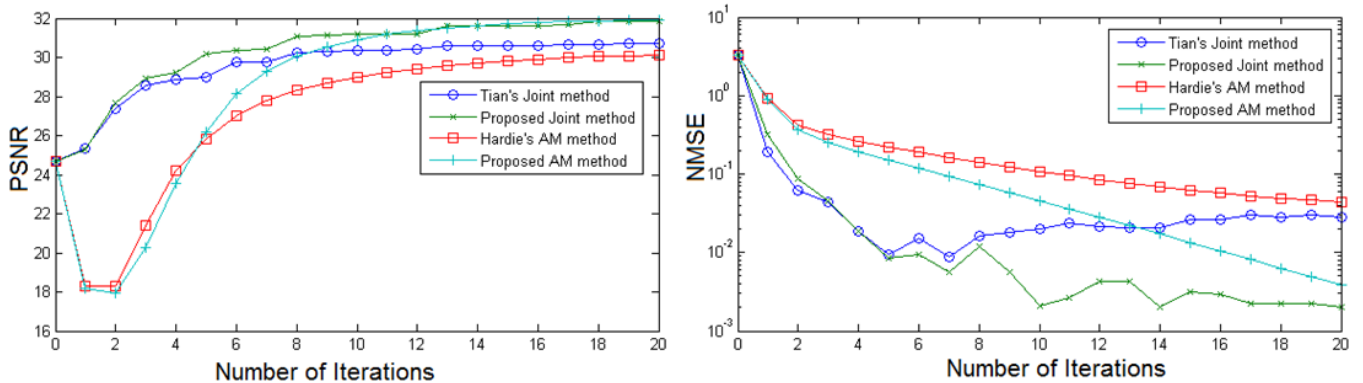 32
30
28
26
24
22
20
18
16
PSNR
0 2 4 6 8 10 12 14 16 18 20
Number of Iterations
Tian's Joint method
Proposed Joint method
Hardie's AM method
Proposed AM method
10^1
10^0
10^-1
10^-2
10^-3
NMSE
0 2 4 6 8 10 12 14 16 18 20
Number of Iterations
Tian's Joint method
Proposed Joint method
Hardie's AM method
Proposed AM method